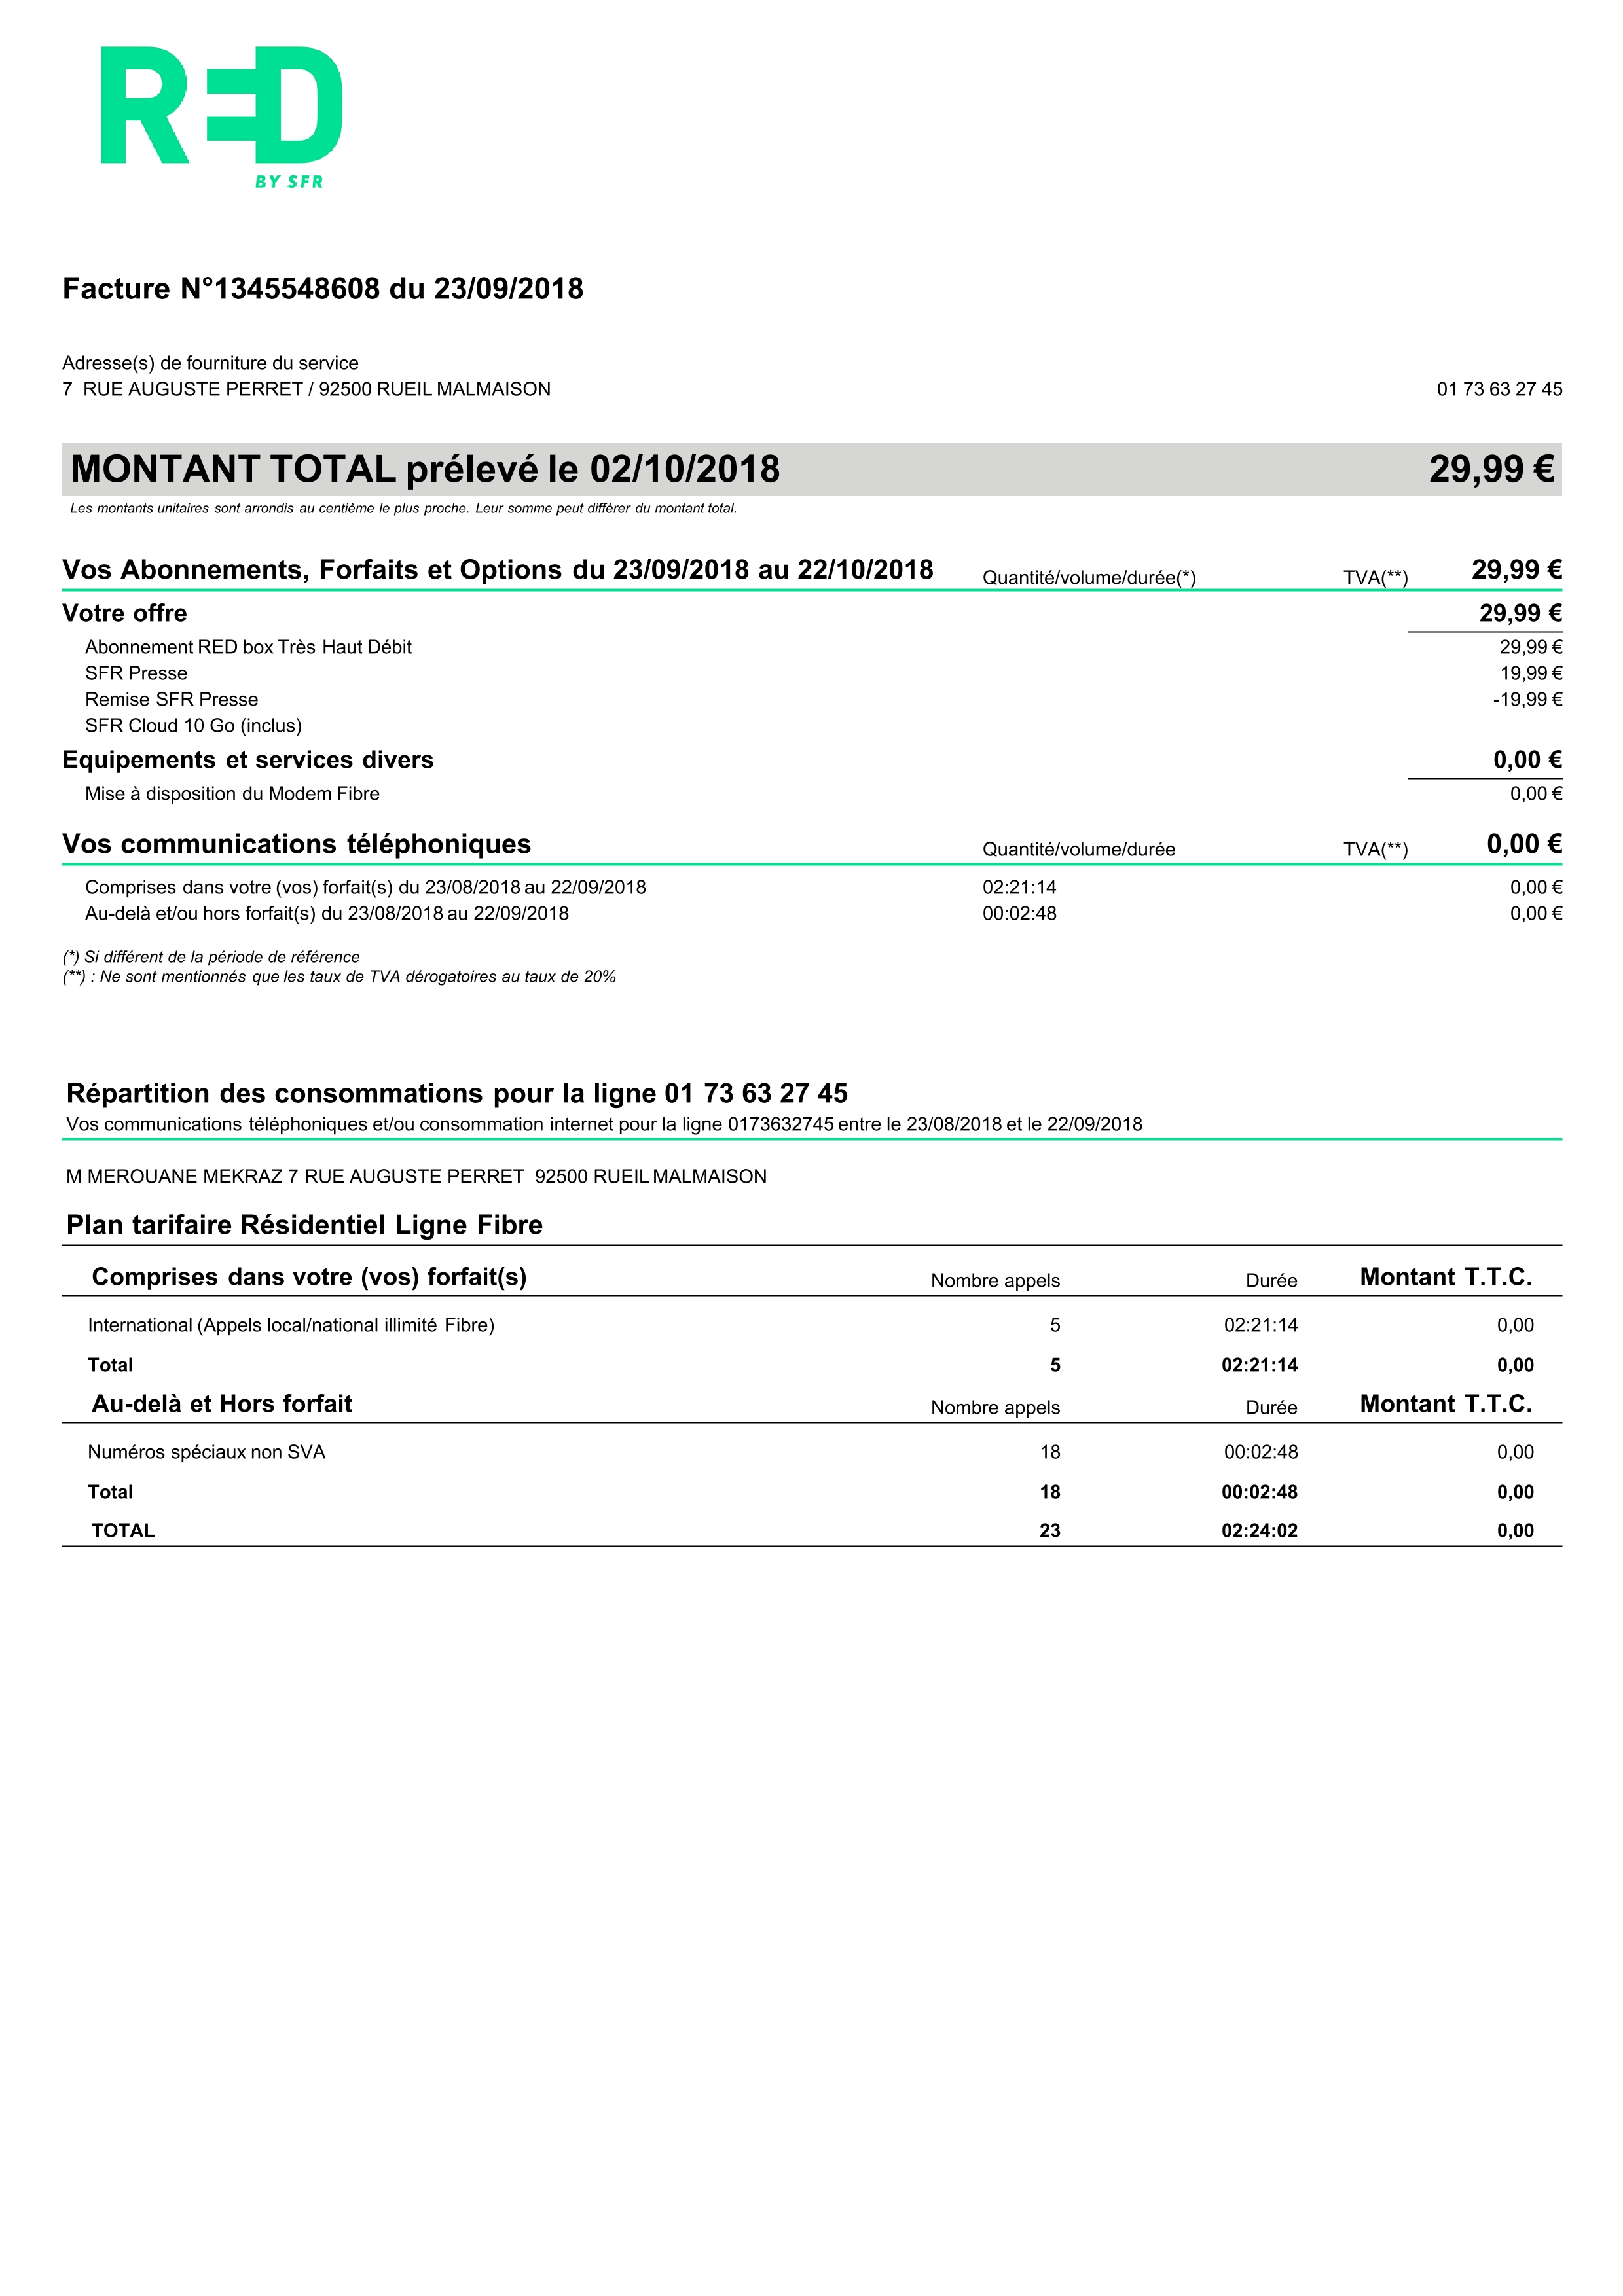 RED
BY SFR
Facture N°1345548608 du 23/09/2018
Adresse(s) de fourniture du service
7 RUE AUGUSTE PERRET / 92500 RUEIL MALMAISON 01 73 63 27 45
MONTANT TOTAL prélevé le 02/10/2018 29,99 €
Les montants unitaires sont arrondis au centième le plus proche. Leur somme peut différer du montant total.
Vos Abonnements, Forfaits et Options du 23/09/2018 au 22/10/2018 Quantité/volume/durée(*) TVA(**) 29,99 €
Votre offre 29,99 €
Abonnement RED box Très Haut Débit 29,99 €
SFR Presse 19,99 €
Remise SFR Presse -19,99 €
SFR Cloud 10 Go (inclus)
Equipements et services divers 0,00 €
Mise à disposition du Modem Fibre 0,00 €
Vos communications téléphoniques Quantité/volume/durée TVA(**) 0,00 €
Comprises dans votre (vos) forfait(s) du 23/08/2018 au 22/09/2018 02:21:14 0,00 €
Au-delà et/ou hors forfait(s) du 23/08/2018 au 22/09/2018 00:02:48 0,00 €
(*) Si différent de la période de référence
(**) : Ne sont mentionnés que les taux de TVA dérogatoires au taux de 20%
Répartition des consommations pour la ligne 01 73 63 27 45
Vos communications téléphoniques et/ou consommation internet pour la ligne 0173632745 entre le 23/08/2018 et le 22/09/2018
M MEROUANE MEKRAZ 7 RUE AUGUSTE PERRET 92500 RUEIL MALMAISON
Plan tarifaire Résidentiel Ligne Fibre
Comprises dans votre (vos) forfait(s) Nombre appels Durée Montant T.T.C.
International (Appels local/national illimité Fibre) 5 02:21:14 0,00
Total 5 02:21:14 0,00
Au-delà et Hors forfait Nombre appels Durée Montant T.T.C.
Numéros spéciaux non SVA 18 00:02:48 0,00
Total 18 00:02:48 0,00
TOTAL 23 02:24:02 0,00